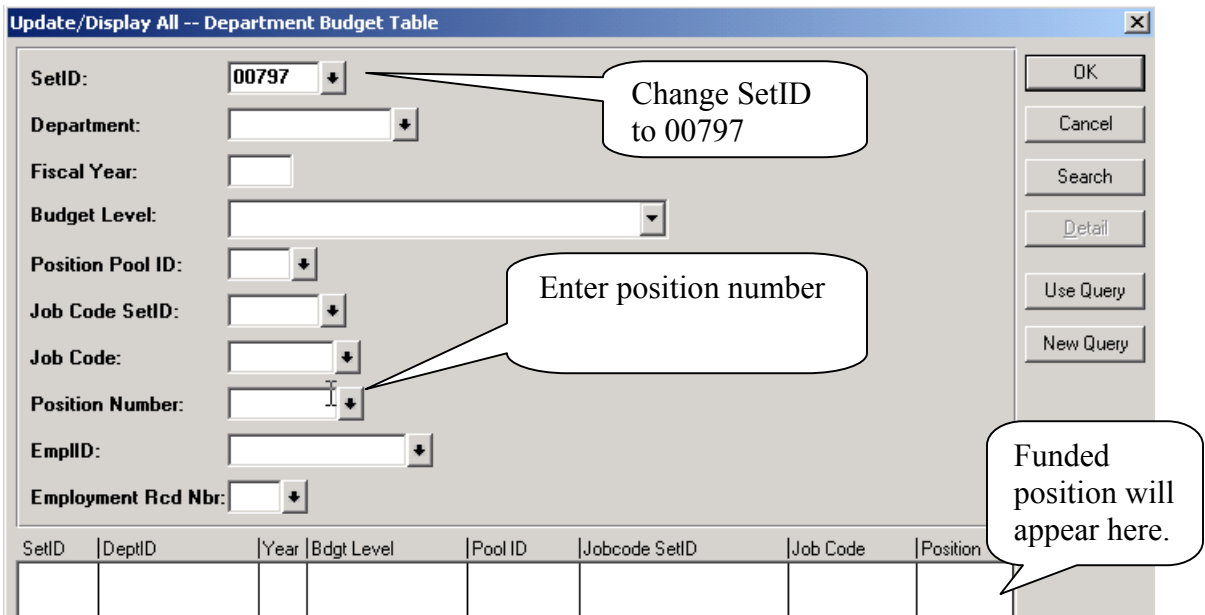 Update/Display All -- Department Budget Table
SetID: 00797
OK
Change SetID
to 00797
Department:
Cancel
Fiscal Year:
Search
Budget Level:
Detail
Position Pool ID:
Enter position number
Use Query
Job Code SetID:
New Query
Job Code:
Position Number:
EmplID:
Funded
position will
appear here.
Employment Rcd Nbr:
SetID DeptID Year Bdgt Level Pool ID Jobcode SetID Job Code Position